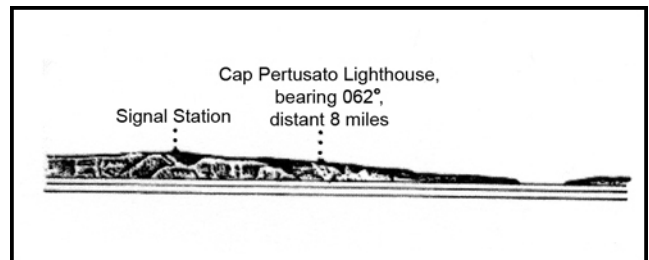 Cap Pertusato Lighthouse,
bearing 062°,
Signal Station
distant 8 miles